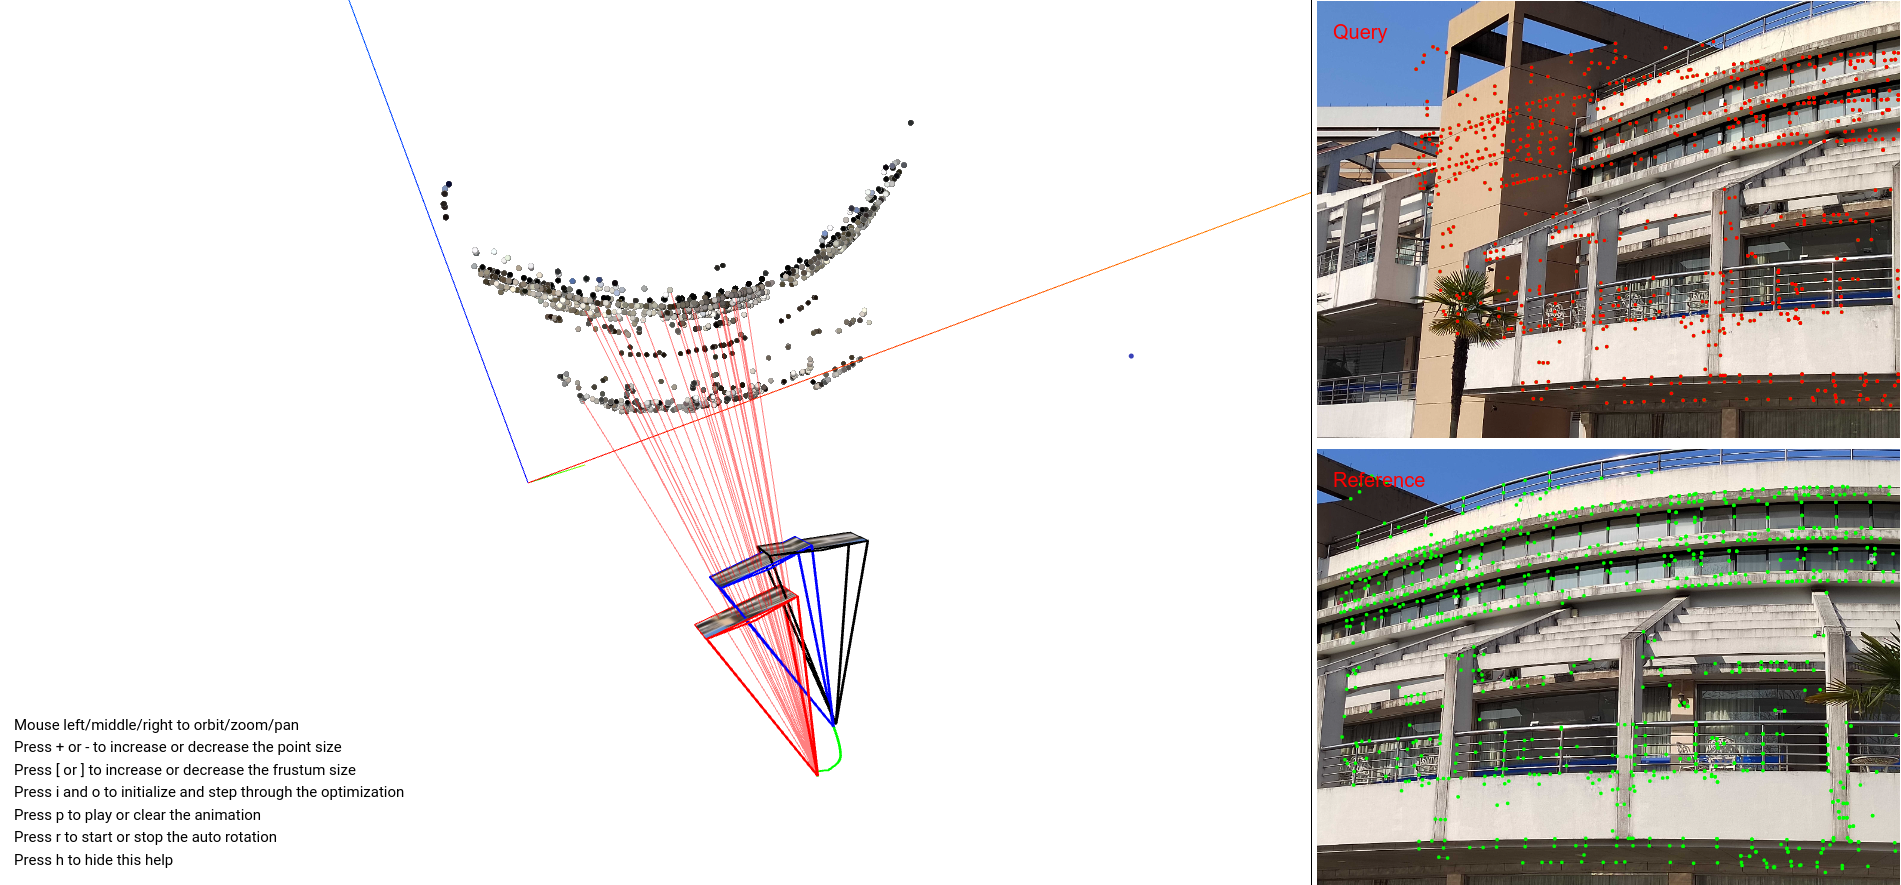 Query
Reference
Mouse left/middle/right to orbit/zoom/pan
Press + or - to increase or decrease the point size
Press [ or ] to increase or decrease the frustum size
Press i and o to initialize and step through the optimization
Press p to play or clear the animation
Press r to start or stop the auto rotation
Press h to hide this help